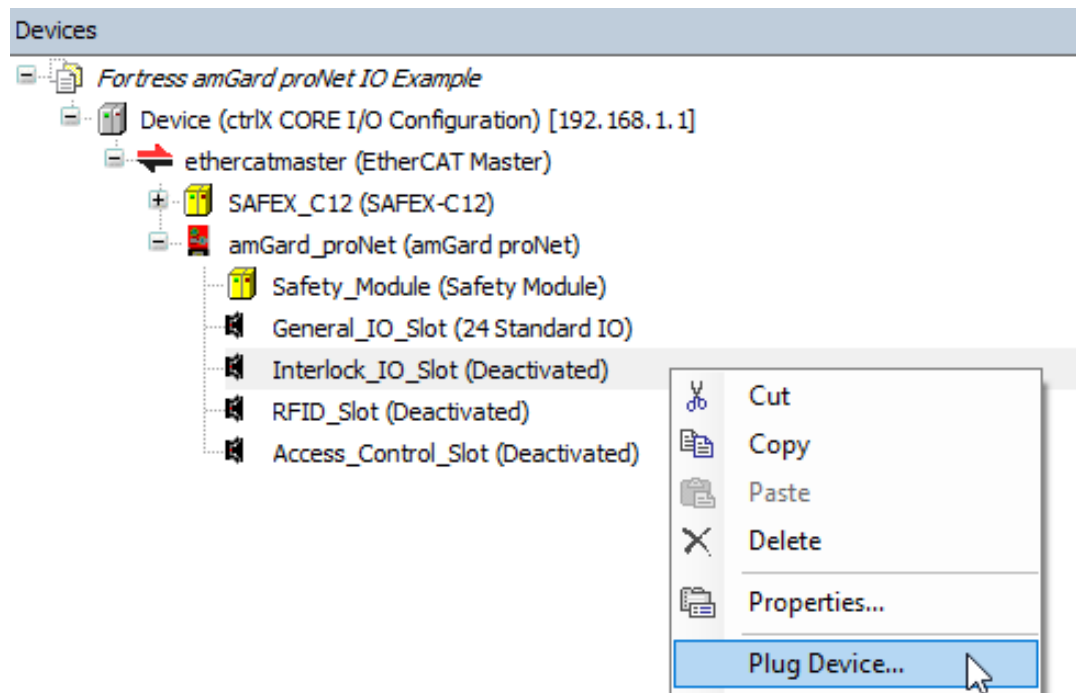 Devices
Fortress amGard proNet IO Example
Device (ctrlX CORE I/O Configuration) [192.168.1.1]
ethercatmaster (EtherCAT Master)
SAFEX_C12 (SAFEX-C12)
amGard_proNet (amGard proNet)
Safety_Module (Safety Module)
General_IO_Slot (24 Standard IO)
Interlock_IO_Slot (Deactivated)
RFID_Slot (Deactivated)
Access_Control_Slot (Deactivated)
Cut
Copy
Paste
Delete
Properties...
Plug Device...